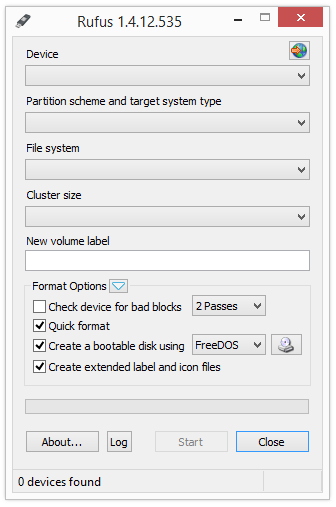 Rufus 1.4.12.535
Device
Partition scheme and target system type
File system
Cluster size
New volume label
Format Options
Check device for bad blocks 2 Passes
Quick format
Create a bootable disk using FreeDOS
Create extended label and icon files
About... Log Start Close
0 devices found